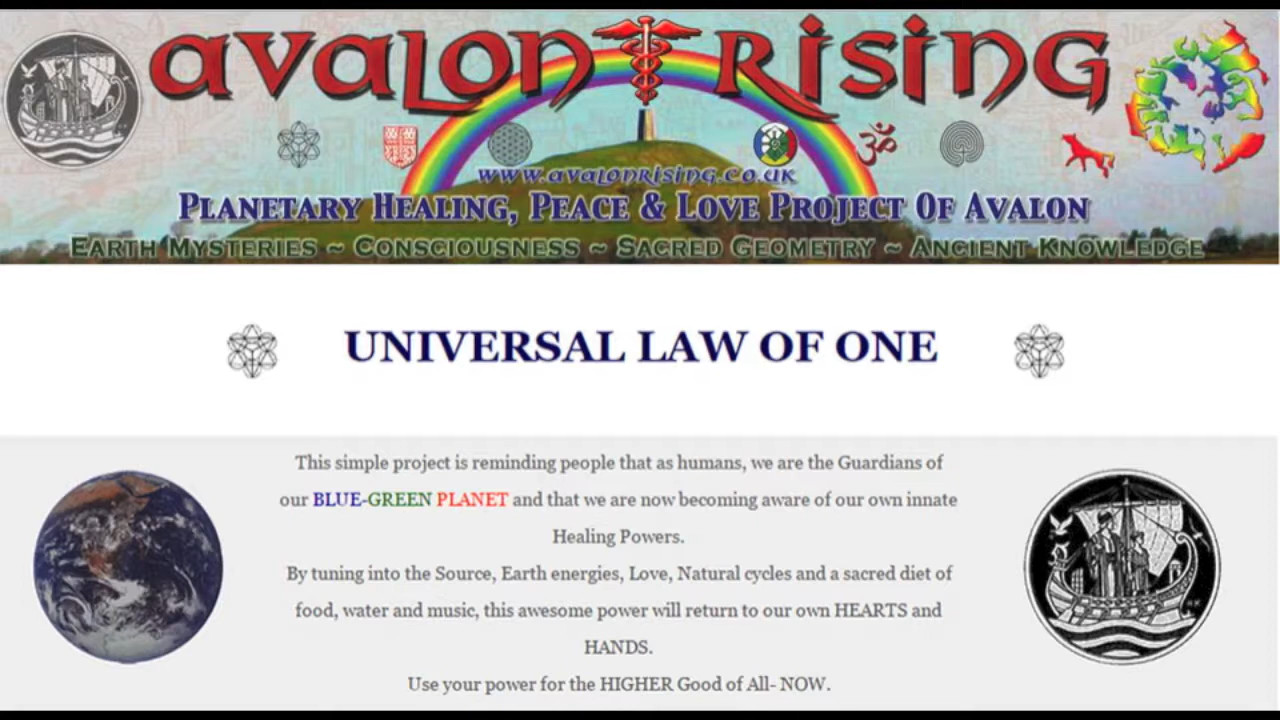 AVALON RISING
www.avalonrising.co.uk
PLANETARY HEALING, PEACE & LOVE PROJECT OF AVALON
EARTH MYSTERIES ~ CONSCIOUSNESS ~ SACRED GEOMETRY ~ ANCIENT KNOWLEDGE
UNIVERSAL LAW OF ONE
This simple project is reminding people that as humans, we are the Guardians of
our BLUE-GREEN PLANET and that we are now becoming aware of our own innate
Healing Powers.
By tuning into the Source, Earth energies, Love, Natural cycles and a sacred diet of
food, water and music, this awesome power will return to our own HEARTS and
HANDS.
Use your power for the HIGHER Good of All- NOW.